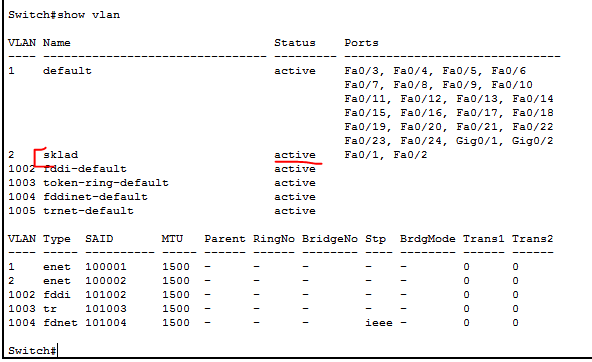 Switch#show vlan
VLAN Name                             Status    Ports
---- -------------------------------- --------- -------------------------------
1    default                          active    Fa0/3, Fa0/4, Fa0/5, Fa0/6
                                                Fa0/7, Fa0/8, Fa0/9, Fa0/10
                                                Fa0/11, Fa0/12, Fa0/13, Fa0/14
                                                Fa0/15, Fa0/16, Fa0/17, Fa0/18
                                                Fa0/19, Fa0/20, Fa0/21, Fa0/22
                                                Fa0/23, Fa0/24, Gig0/1, Gig0/2
2    sklad                            active    Fa0/1, Fa0/2
1002 fddi-default                     active
1003 token-ring-default               active
1004 fddinet-default                  active
1005 trnet-default                    active
VLAN Type  SAID       MTU   Parent RingNo BridgeNo Stp  BrdgMode Trans1 Trans2
---- ----- ---------- ----- ------ ------ -------- ---- -------- ------ ------
1    enet  100001     1500  -      -      -        -    -        0      0
2    enet  100002     1500  -      -      -        -    -        0      0
1002 fddi  101002     1500  -      -      -        -    -        0      0
1003 tr    101003     1500  -      -      -        -    -        0      0
1004 fdnet 101004     1500  -      -      -        ieee -        0      0
Switch#